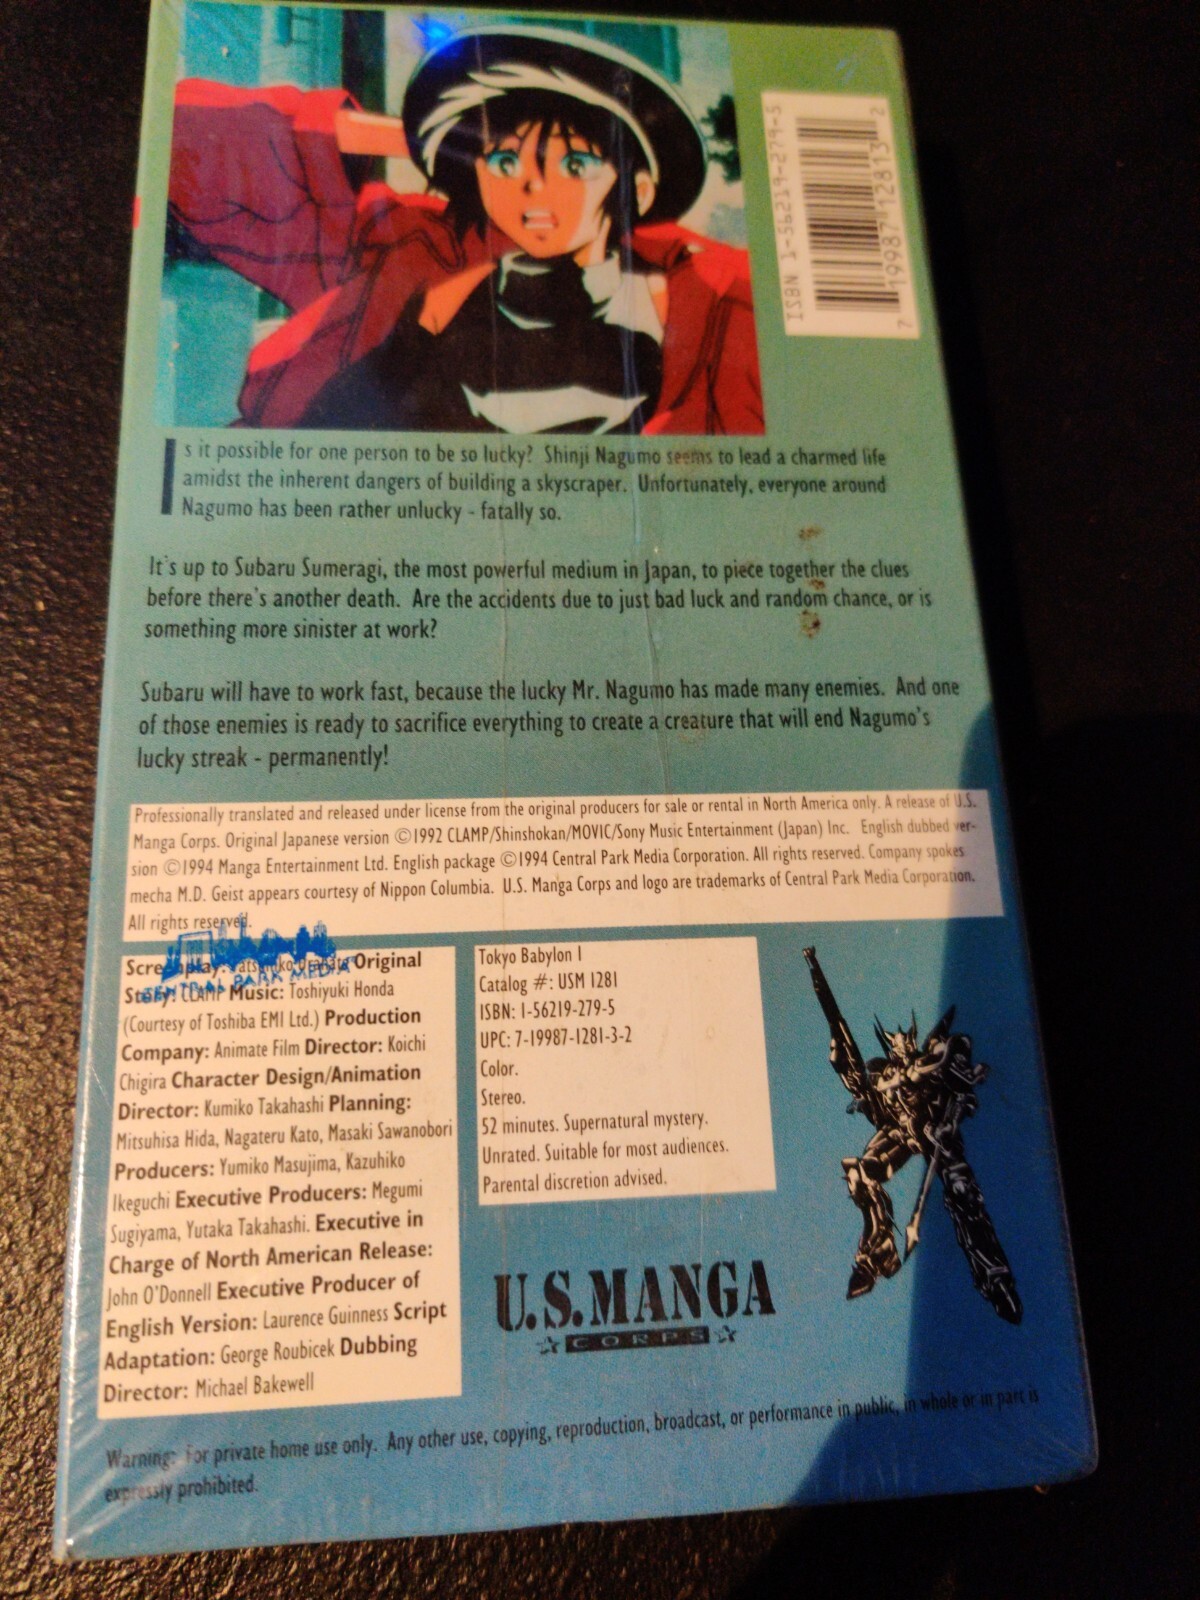 ISBN 1-56219-279-5
7 19987 12813 2
Is it possible for one person to be so lucky? Shinji Nagumo seems to lead a charmed life
amidst the inherent dangers of building a skyscraper. Unfortunately, everyone around
Nagumo has been rather unlucky - fatally so.
It's up to Subaru Sumeragi, the most powerful medium in Japan, to piece together the clues
before there's another death. Are the accidents due to just bad luck and random chance, or is
something more sinister at work?
Subaru will have to work fast, because the lucky Mr. Nagumo has made many enemies. And one
of those enemies is ready to sacrifice everything to create a creature that will end Nagumo's
lucky streak - permanently!
Professionally translated and released under license from the original producers for sale or rental in North America only. A release of U.S.
Manga Corps. Original Japanese version ©1992 CLAMP/Shinshokan/MOVIC/Sony Music Entertainment (Japan) Inc. English dubbed ver-
sion ©1994 Manga Entertainment Ltd. English package ©1994 Central Park Media Corporation. All rights reserved. Company spokes
mecha M.D. Geist appears courtesy of Nippon Columbia. U.S. Manga Corps and logo are trademarks of Central Park Media Corporation.
All rights reserved.
CENTRAL PARK MEDIA
Screenplay: Original
Story: CLAMP Music: Toshiyuki Honda
(Courtesy of Toshiba EMI Ltd.) Production
Company: Animate Film Director: Koichi
Chigira Character Design/Animation
Director: Kumiko Takahashi Planning:
Mitsuhisa Hida, Nagateru Kato, Masaki Sawanobori
Producers: Yumiko Masujima, Kazuhiko
Ikeguchi Executive Producers: Megumi
Sugiyama, Yutaka Takahashi. Executive in
Charge of North American Release:
John O'Donnell Executive Producer of
English Version: Laurence Guinness Script
Adaptation: George Roubicek Dubbing
Director: Michael Bakewell
Tokyo Babylon 1
Catalog #: USM 1281
ISBN: 1-56219-279-5
UPC: 7-19987-1281-3-2
Color.
Stereo.
52 minutes. Supernatural mystery.
Unrated. Suitable for most audiences.
Parental discretion advised.
U.S.MANGA
CORPS
Warning: For private home use only. Any other use, copying, reproduction, broadcast, or performance in public, in whole or in part is
expressly prohibited.